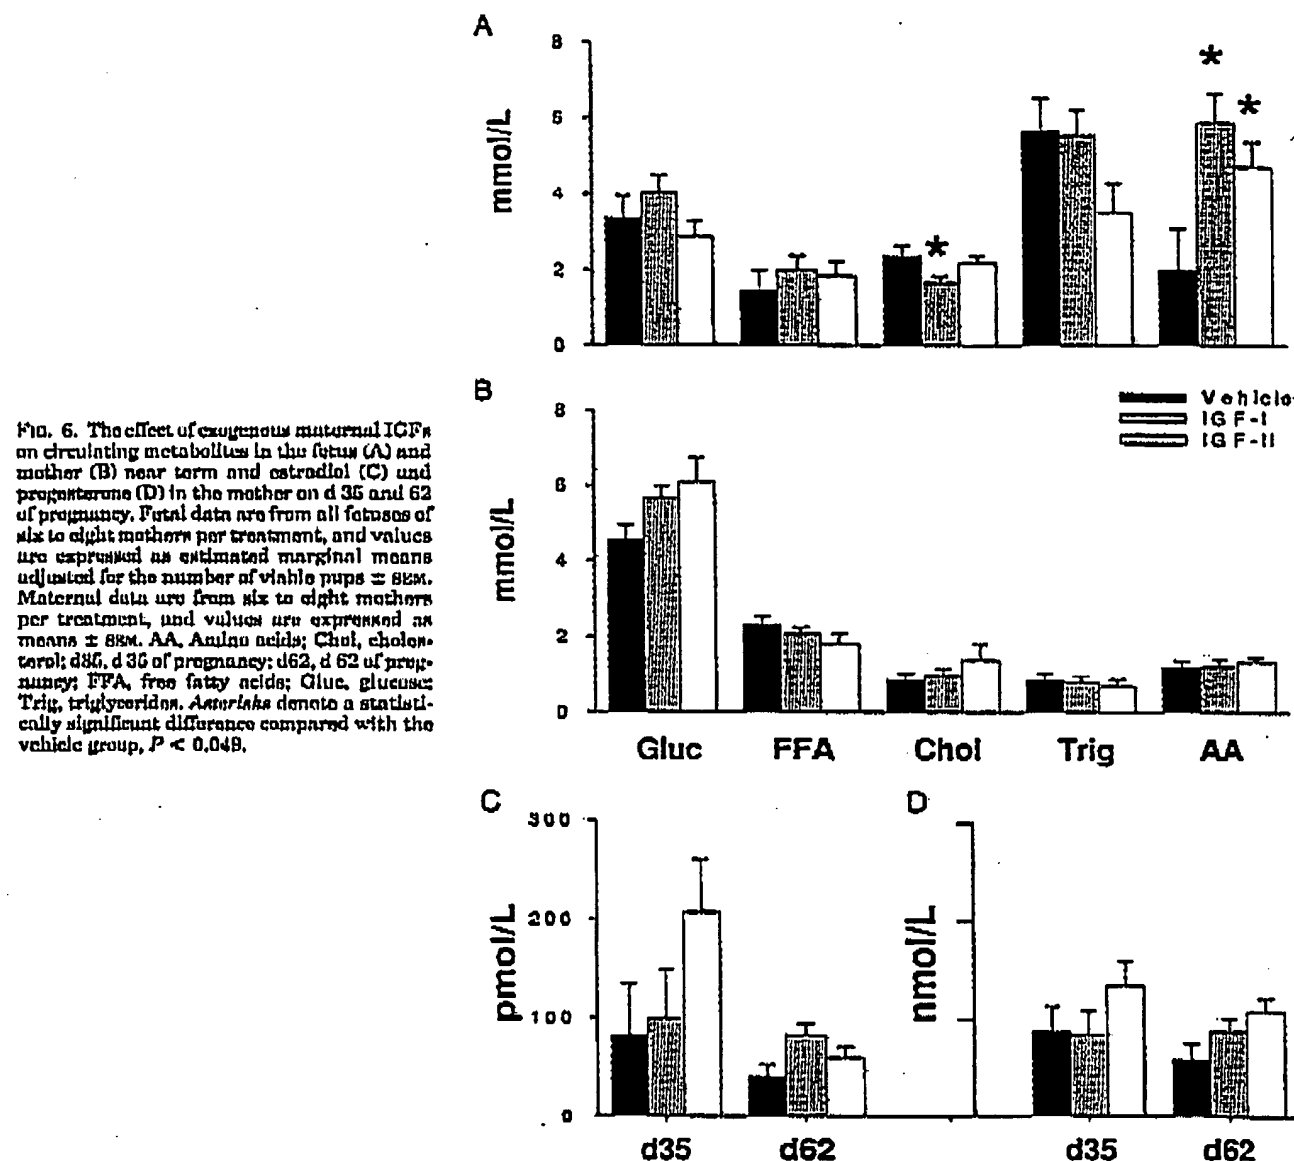 A
8
6
4
2
0
mmol/L
*
*
*
B
8
6
4
2
0
mmol/L
Vehicle
IGF-I
IGF-II
Gluc FFA Chol Trig AA
FIG. 6. The effect of exogenous maternal IGFs
on circulating metabolites in the fetus (A) and
mother (B) near term and estradiol (C) and
progesterone (D) in the mother on d 35 and 62
of pregnancy. Fetal data are from all fetuses of
six to eight mothers per treatment, and values
are expressed as estimated marginal means
adjusted for the number of viable pups ± SEM.
Maternal data are from six to eight mothers
per treatment, and values are expressed as
means ± SEM. AA, Amino acids; Chol, choles-
terol; d35, d 35 of pregnancy; d62, d 62 of preg-
nancy; FFA, free fatty acids; Gluc, glucose;
Trig, triglycerides. Asterisks denote a statisti-
cally significant difference compared with the
vehicle group, P < 0.049.
C
300
200
100
0
pmol/L
d35 d62
D
nmol/L
d35 d62